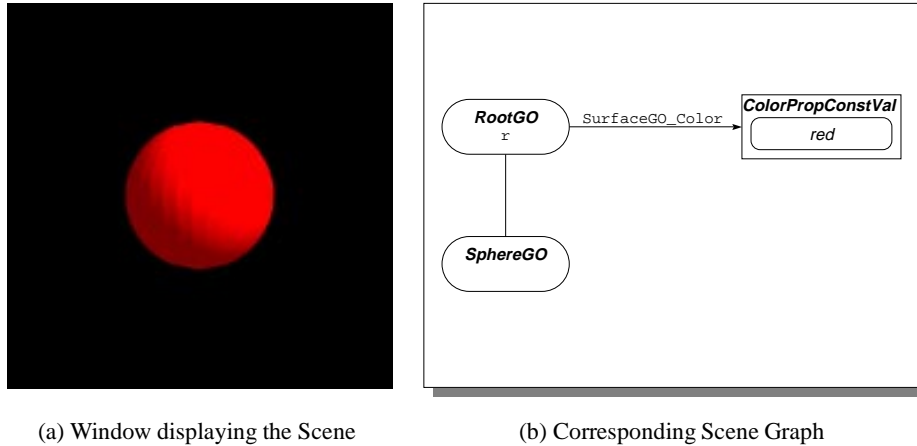 RootGO
r
SurfaceGO_Color
ColorPropConstVal
red
SphereGO
(a) Window displaying the Scene
(b) Corresponding Scene Graph